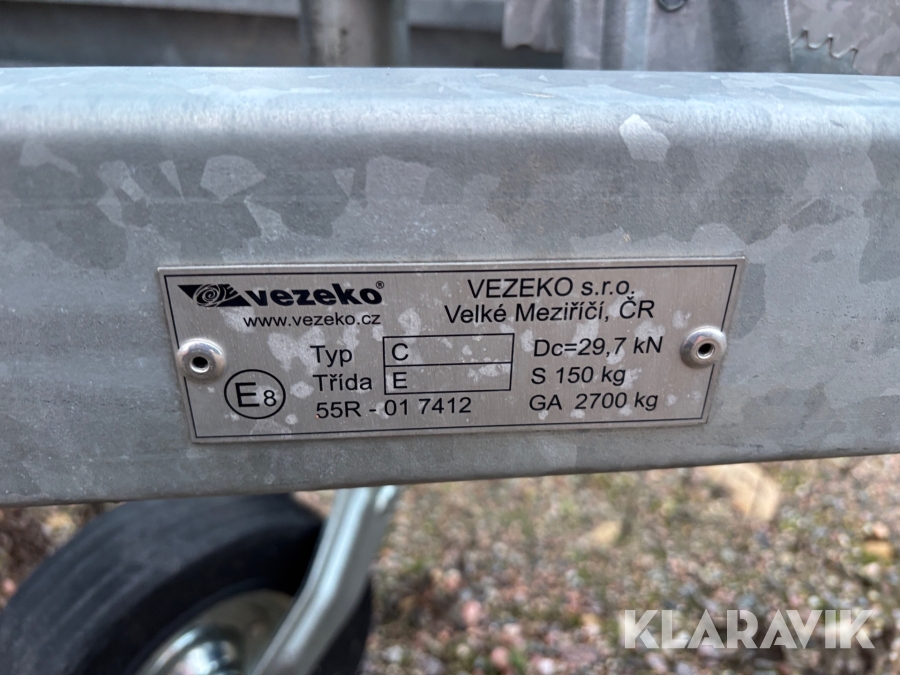 vezeko®
www.vezeko.cz
VEZEKO s.r.o.
Velké Meziříčí, ČR
Typ C
Třída E
E8
55R - 01 7412
Dc=29,7 kN
S 150 kg
GA 2700 kg
KLARAVIK